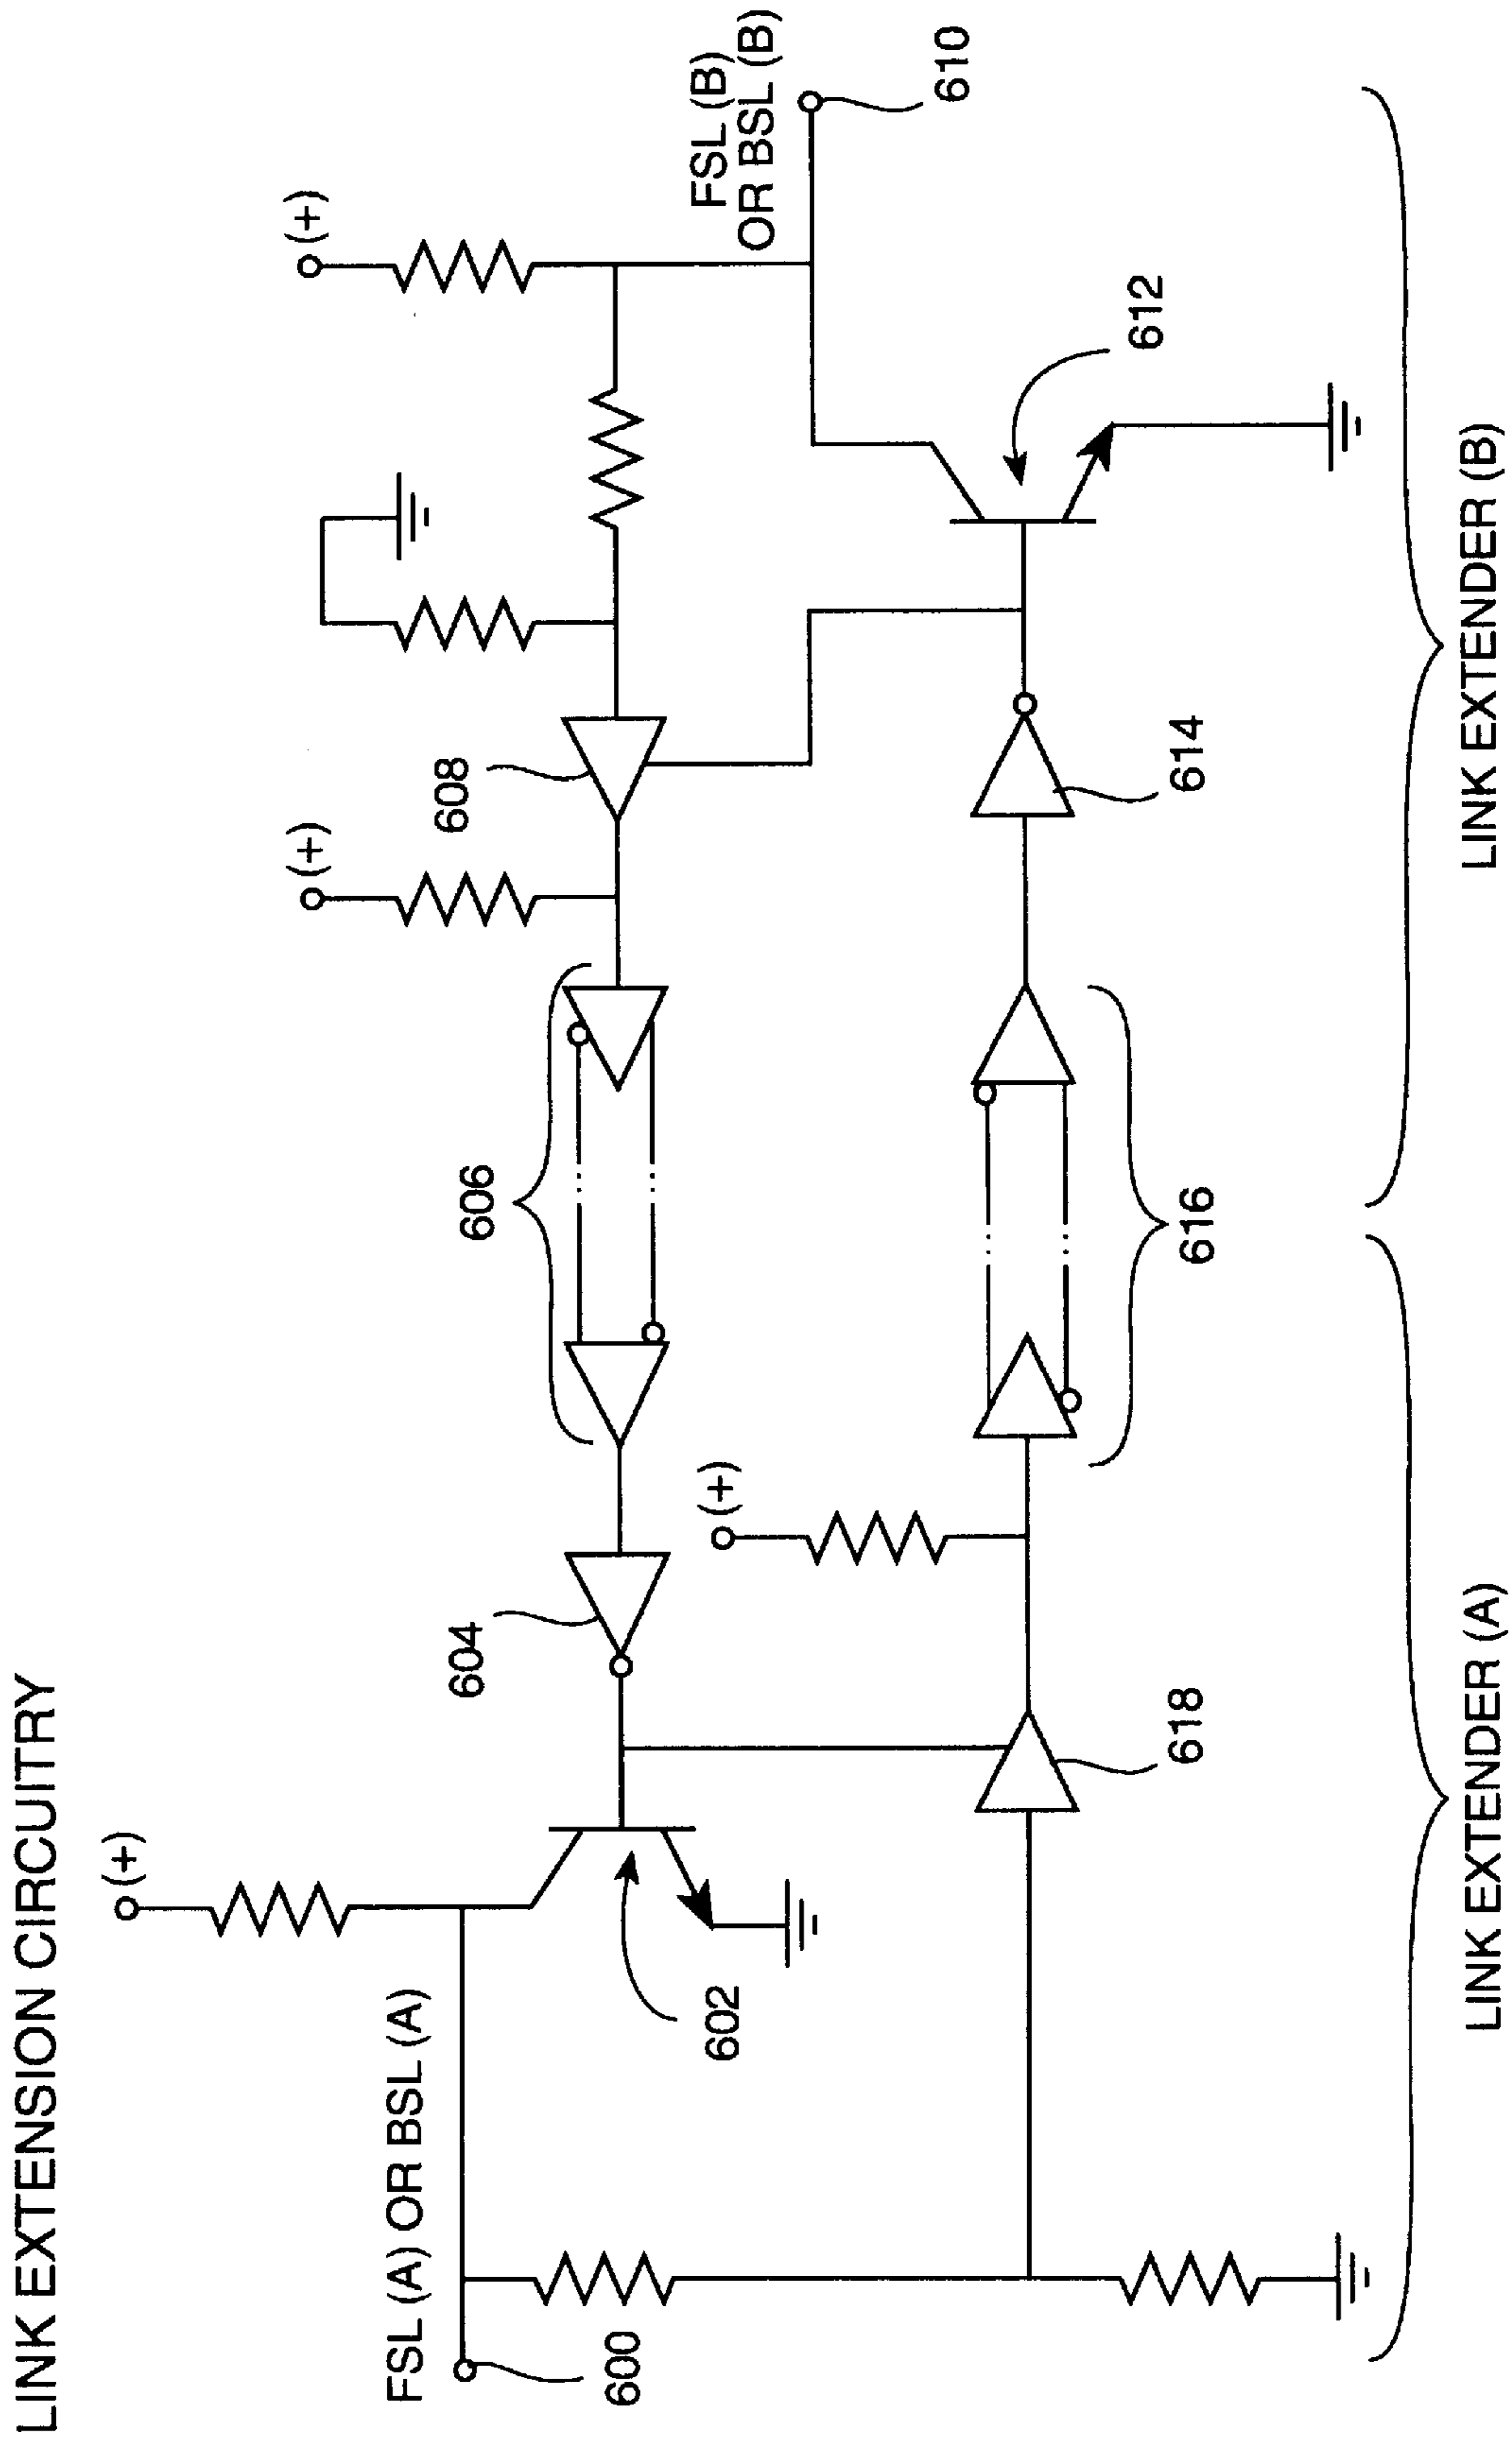 LINK EXTENSION CIRCUITRY
(+)
FSL (A) OR BSL (A)
600
602
604
(+)
618
606
616
(+)
608
614
(+)
612
FSL (B)
OR BSL (B)
610
LINK EXTENDER (A)
LINK EXTENDER (B)